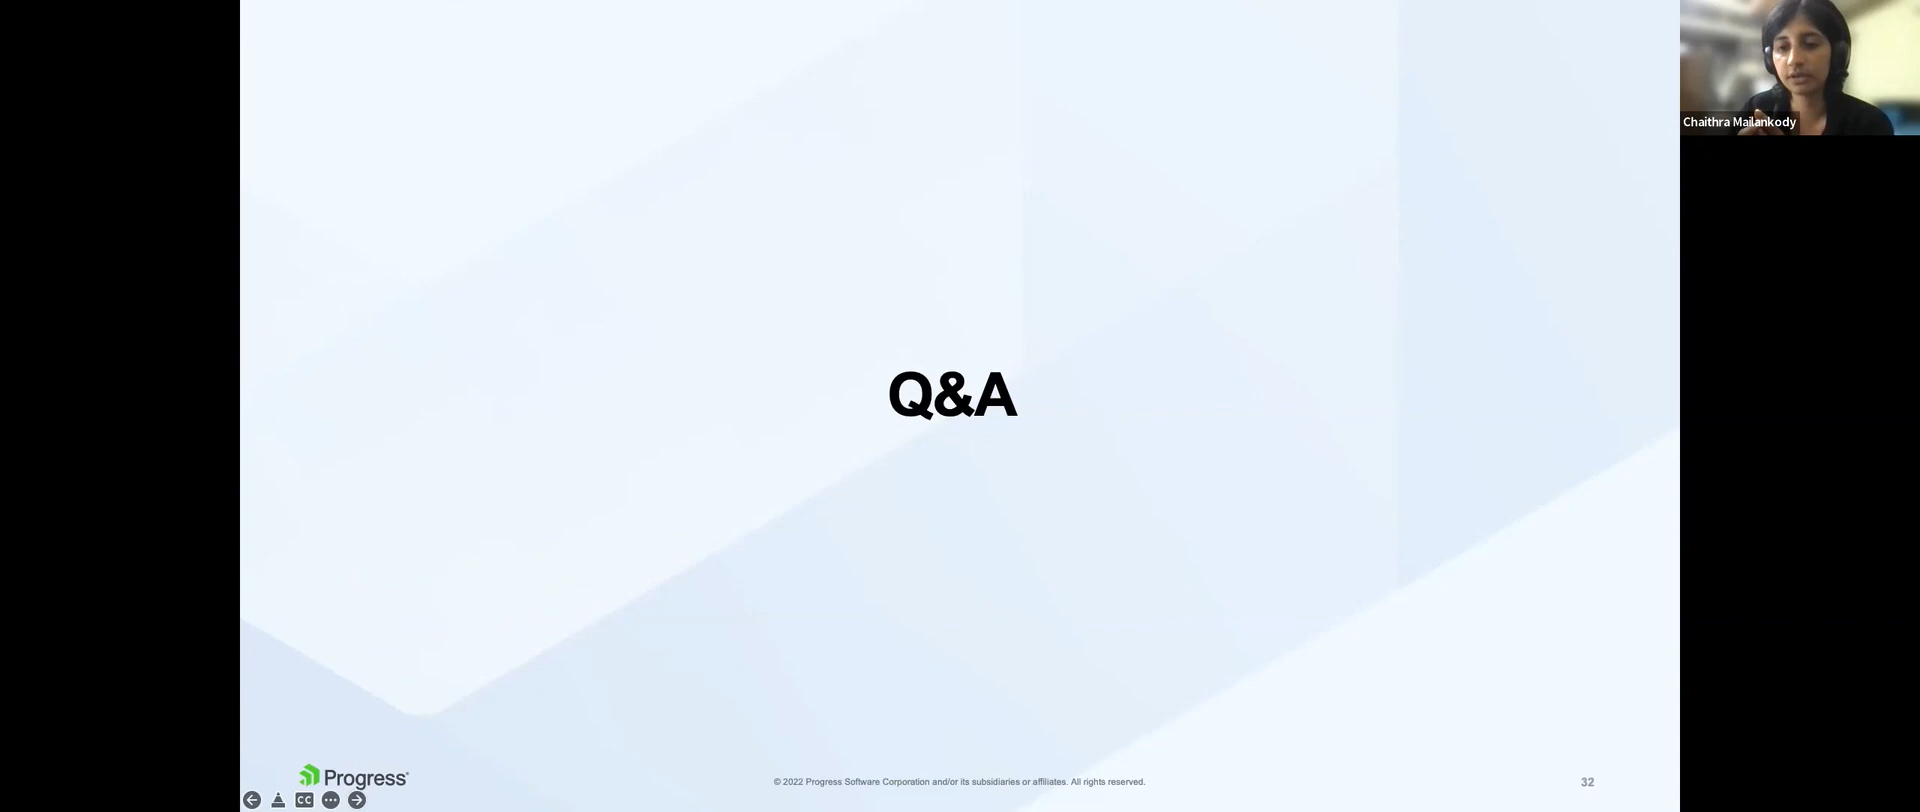 Chaithra Mailankody
Q&A
Progress®
© 2022 Progress Software Corporation and/or its subsidiaries or affiliates. All rights reserved.
32
CC